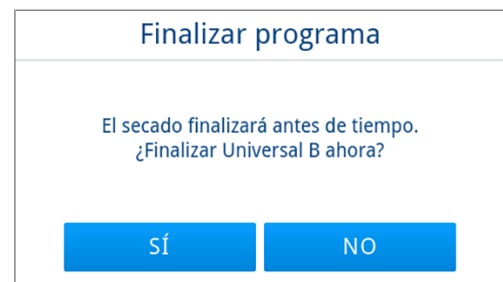 Finalizar programa
El secado finalizará antes de tiempo.
¿Finalizar Universal B ahora?
SÍ
NO